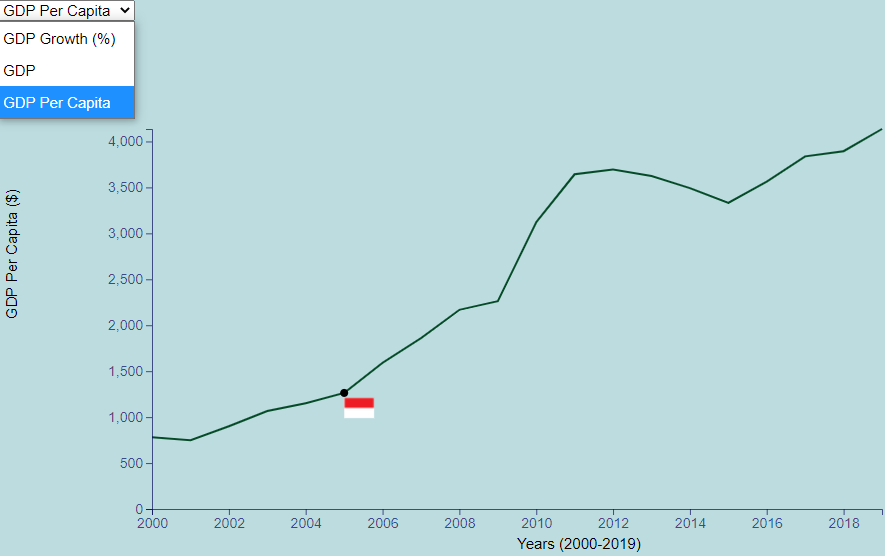 GDP Per Capita
GDP Growth (%)
GDP
GDP Per Capita
GDP Per Capita ($)
4,000
3,500
3,000
2,500
2,000
1,500
1,000
500
0
2000 2002 2004 2006 2008 2010 2012 2014 2016 2018
Years (2000-2019)